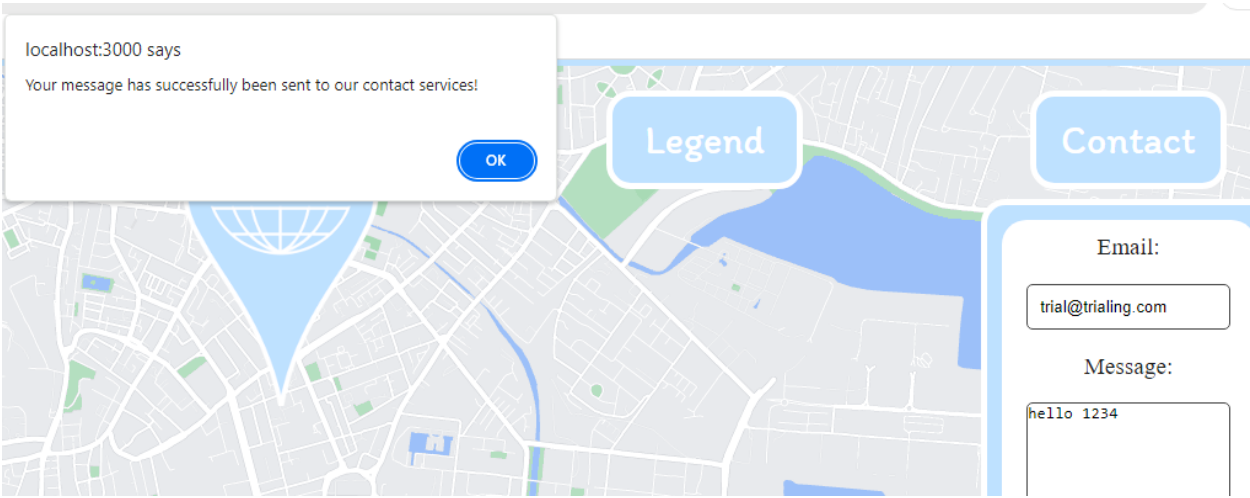 localhost:3000 says
Your message has successfully been sent to our contact services!
OK
Legend
Contact
Email:
trial@trialing.com
Message:
hello 1234